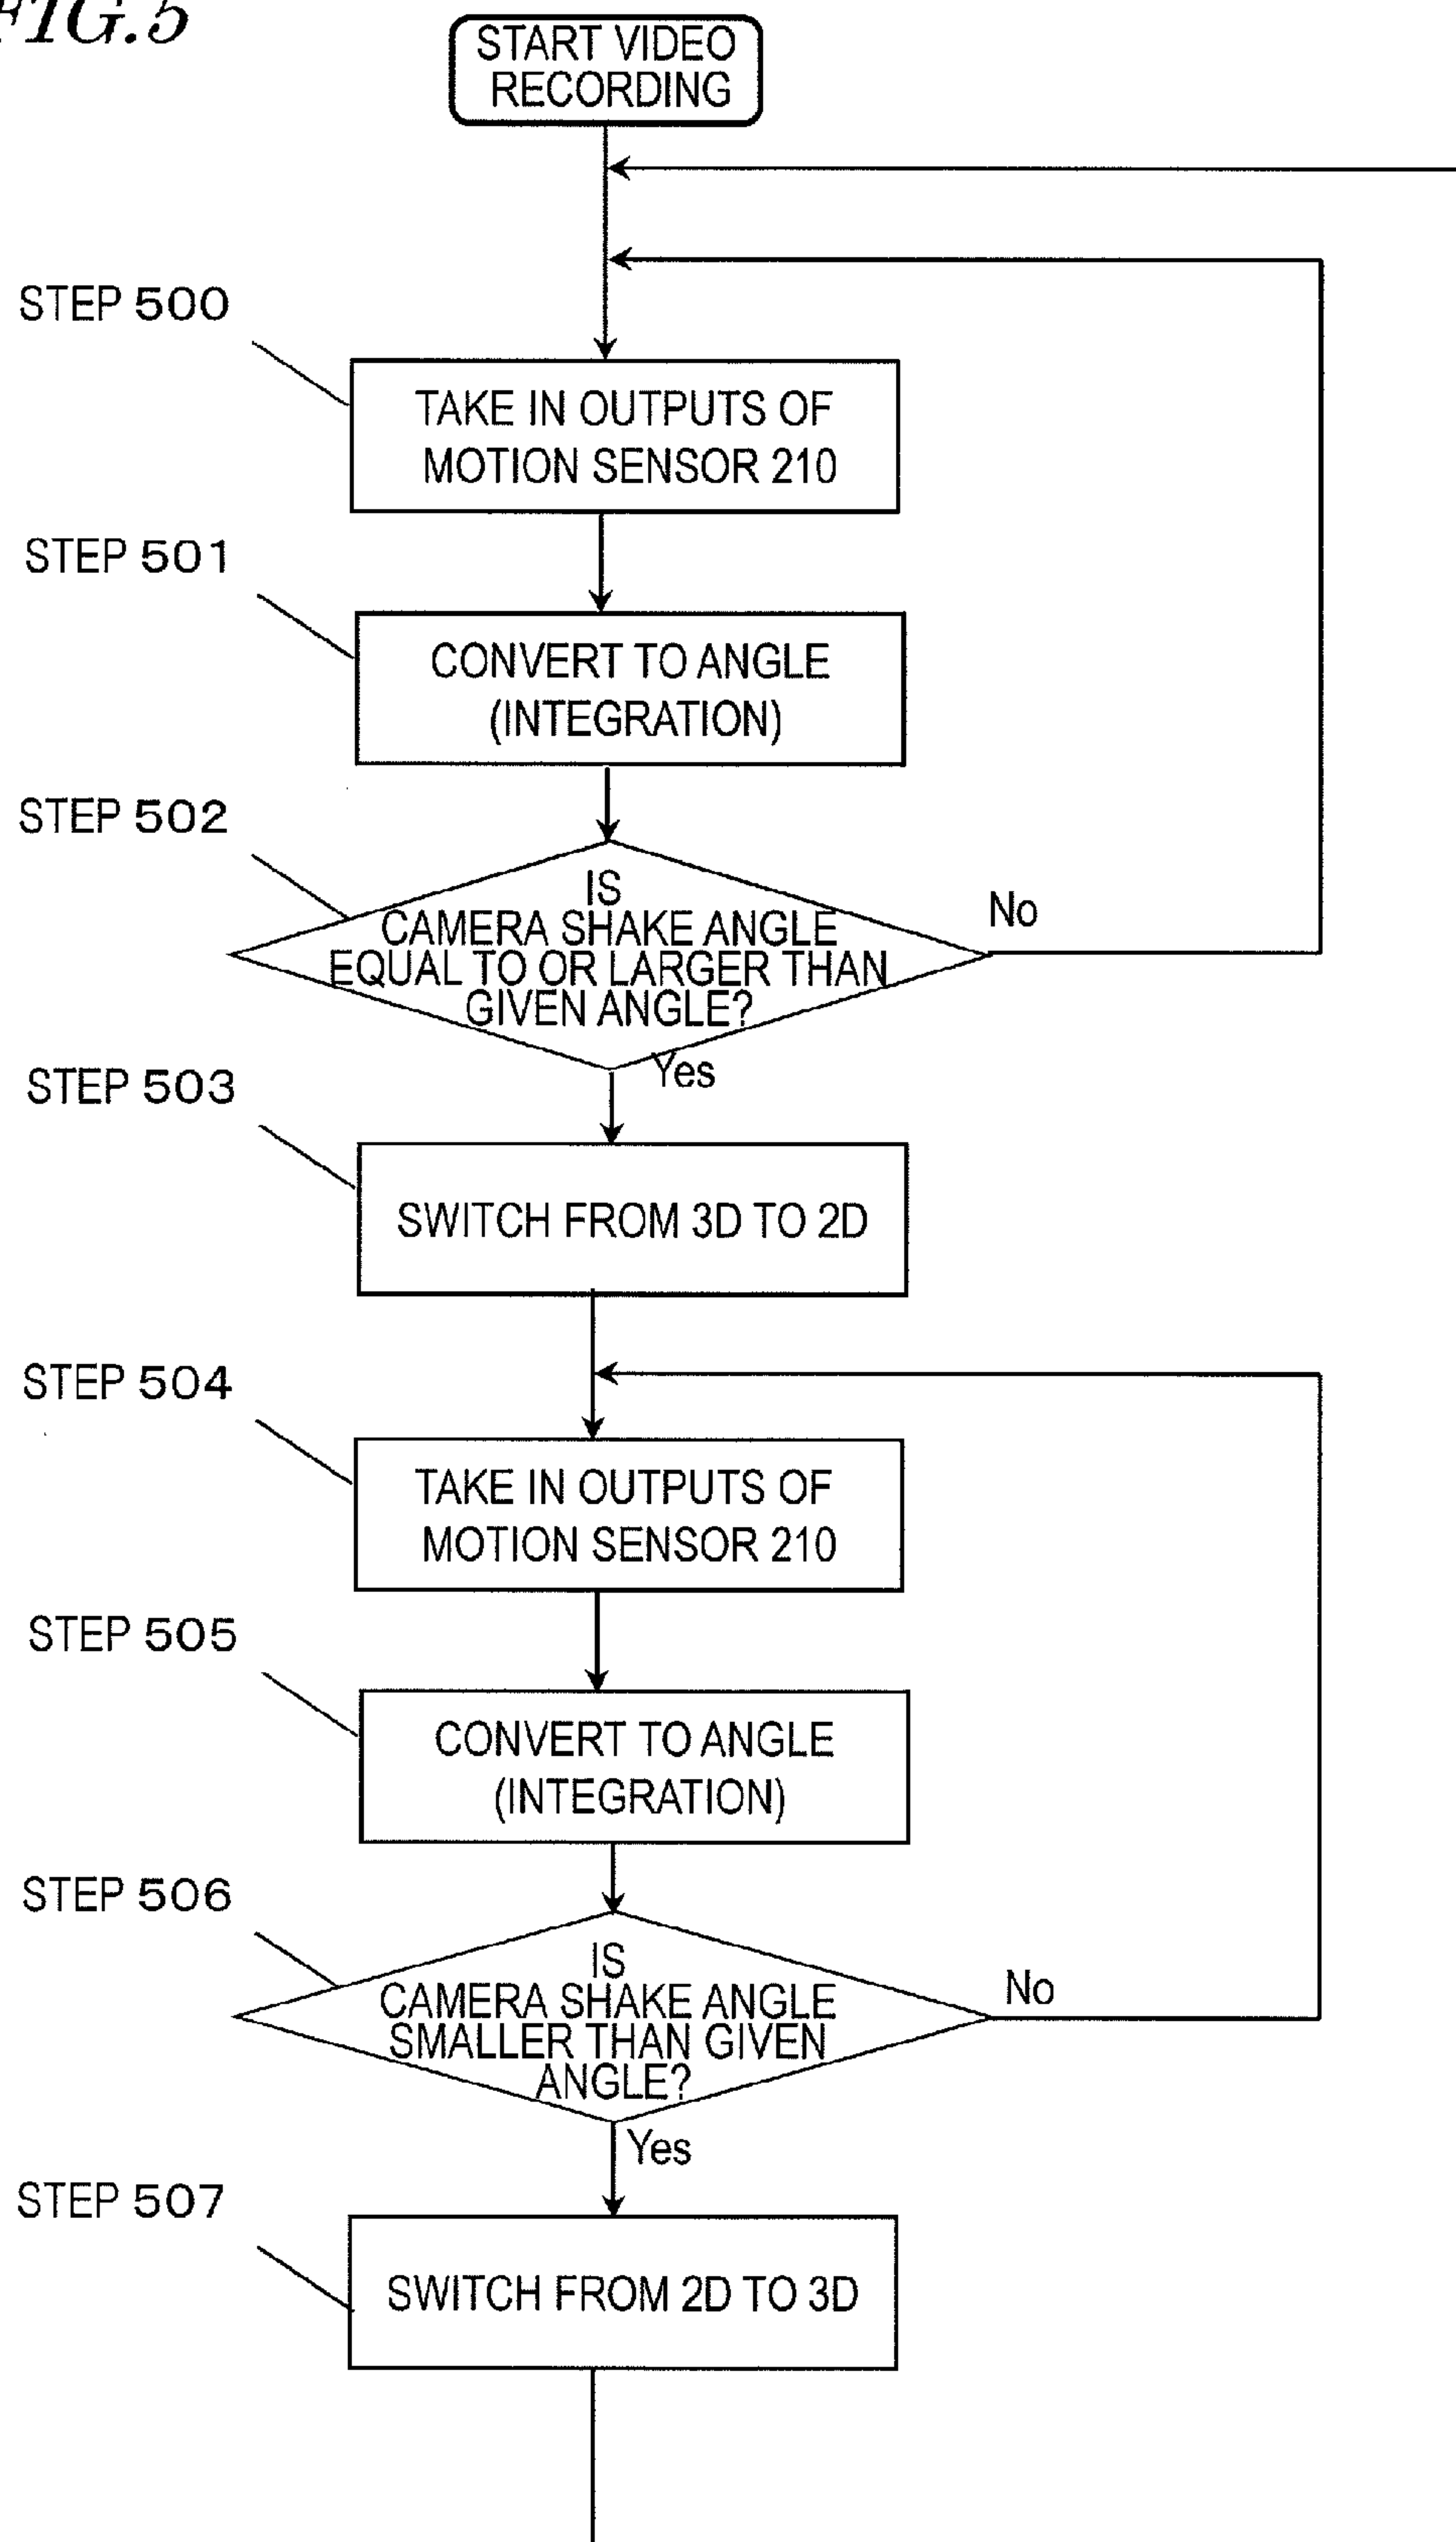 FIG.5
START VIDEO
RECORDING
STEP 500
TAKE IN OUTPUTS OF
MOTION SENSOR 210
STEP 501
CONVERT TO ANGLE
(INTEGRATION)
STEP 502
IS
CAMERA SHAKE ANGLE
EQUAL TO OR LARGER THAN
GIVEN ANGLE?
No
Yes
STEP 503
SWITCH FROM 3D TO 2D
STEP 504
TAKE IN OUTPUTS OF
MOTION SENSOR 210
STEP 505
CONVERT TO ANGLE
(INTEGRATION)
STEP 506
IS
CAMERA SHAKE ANGLE
SMALLER THAN GIVEN
ANGLE?
No
Yes
STEP 507
SWITCH FROM 2D TO 3D